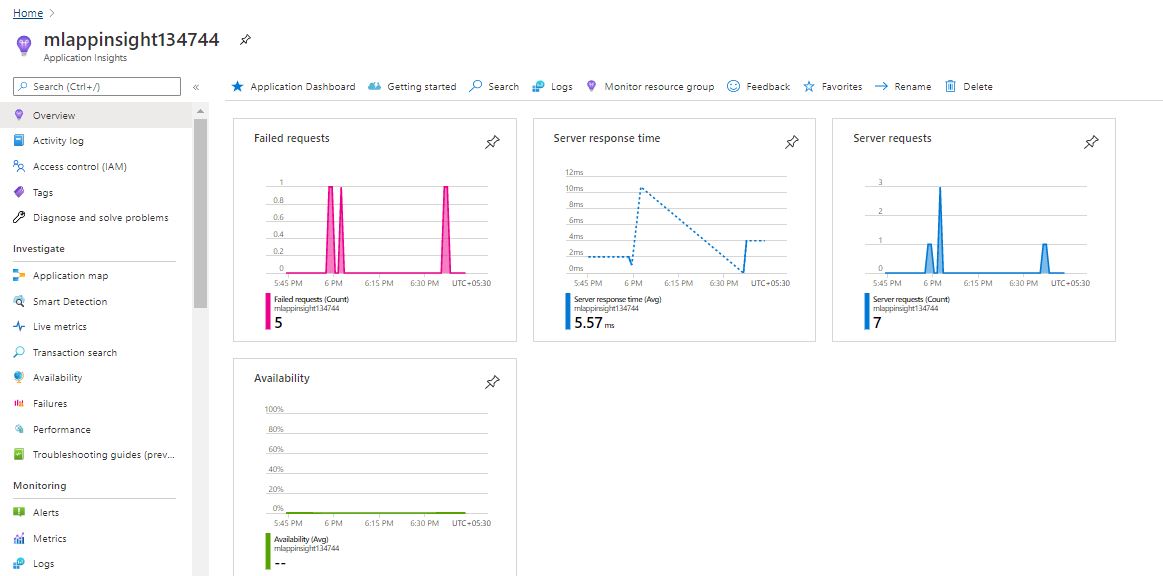 Home
mlappinsight134744
Application Insights
Search (Ctrl+/)
«
Application Dashboard
Getting started
Search
Logs
Monitor resource group
Feedback
Favorites
Rename
Delete
Overview
Activity log
Access control (IAM)
Tags
Diagnose and solve problems
Investigate
Application map
Smart Detection
Live metrics
Transaction search
Availability
Failures
Performance
Troubleshooting guides (prev...
Monitoring
Alerts
Metrics
Logs
Failed requests
1
0.8
0.6
0.4
0.2
0
5:45 PM 6 PM 6:15 PM 6:30 PM UTC+05:30
Failed requests (Count)
mlappinsight134744
5
Server response time
12ms
10ms
8ms
6ms
4ms
2ms
0ms
5:45 PM 6 PM 6:15 PM 6:30 PM UTC+05:30
Server response time (Avg)
mlappinsight134744
5.57 ms
Server requests
3
2
1
0
5:45 PM 6 PM 6:15 PM 6:30 PM UTC+05:30
Server requests (Count)
mlappinsight134744
7
Availability
100%
80%
60%
40%
20%
0%
5:45 PM 6 PM 6:15 PM 6:30 PM UTC+05:30
Availability (Avg)
mlappinsight134744
--